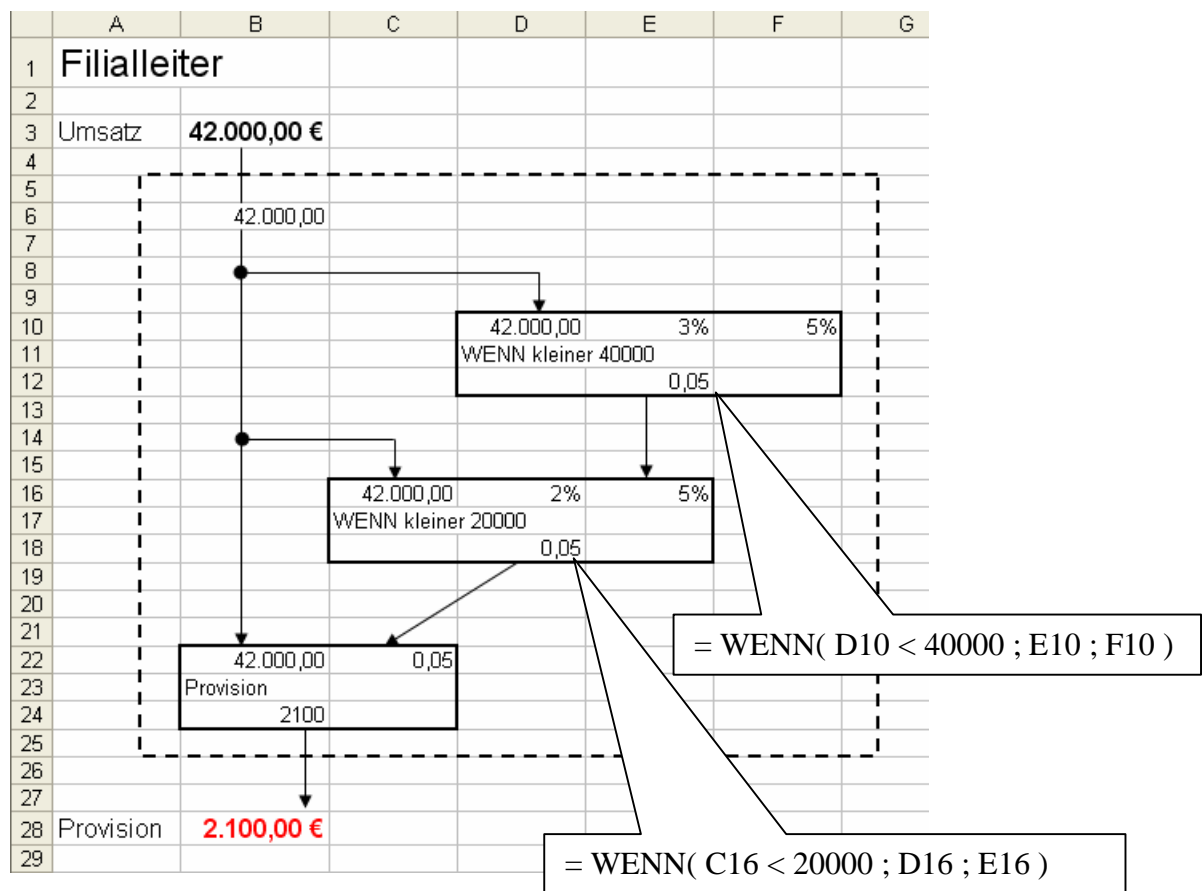 A B C D E F G
1 Filialleiter
2
3 Umsatz 42.000,00 €
4
5
6 42.000,00
7
8
9
10 42.000,00 3% 5%
11 WENN kleiner 40000
12 0,05
13
14
15
16 42.000,00 2% 5%
17 WENN kleiner 20000
18 0,05
19
20
21
= WENN( D10 < 40000 ; E10 ; F10 )
22 42.000,00 0,05
23 Provision
24 2100
25
26
27
28 Provision 2.100,00 €
29
= WENN( C16 < 20000 ; D16 ; E16 )